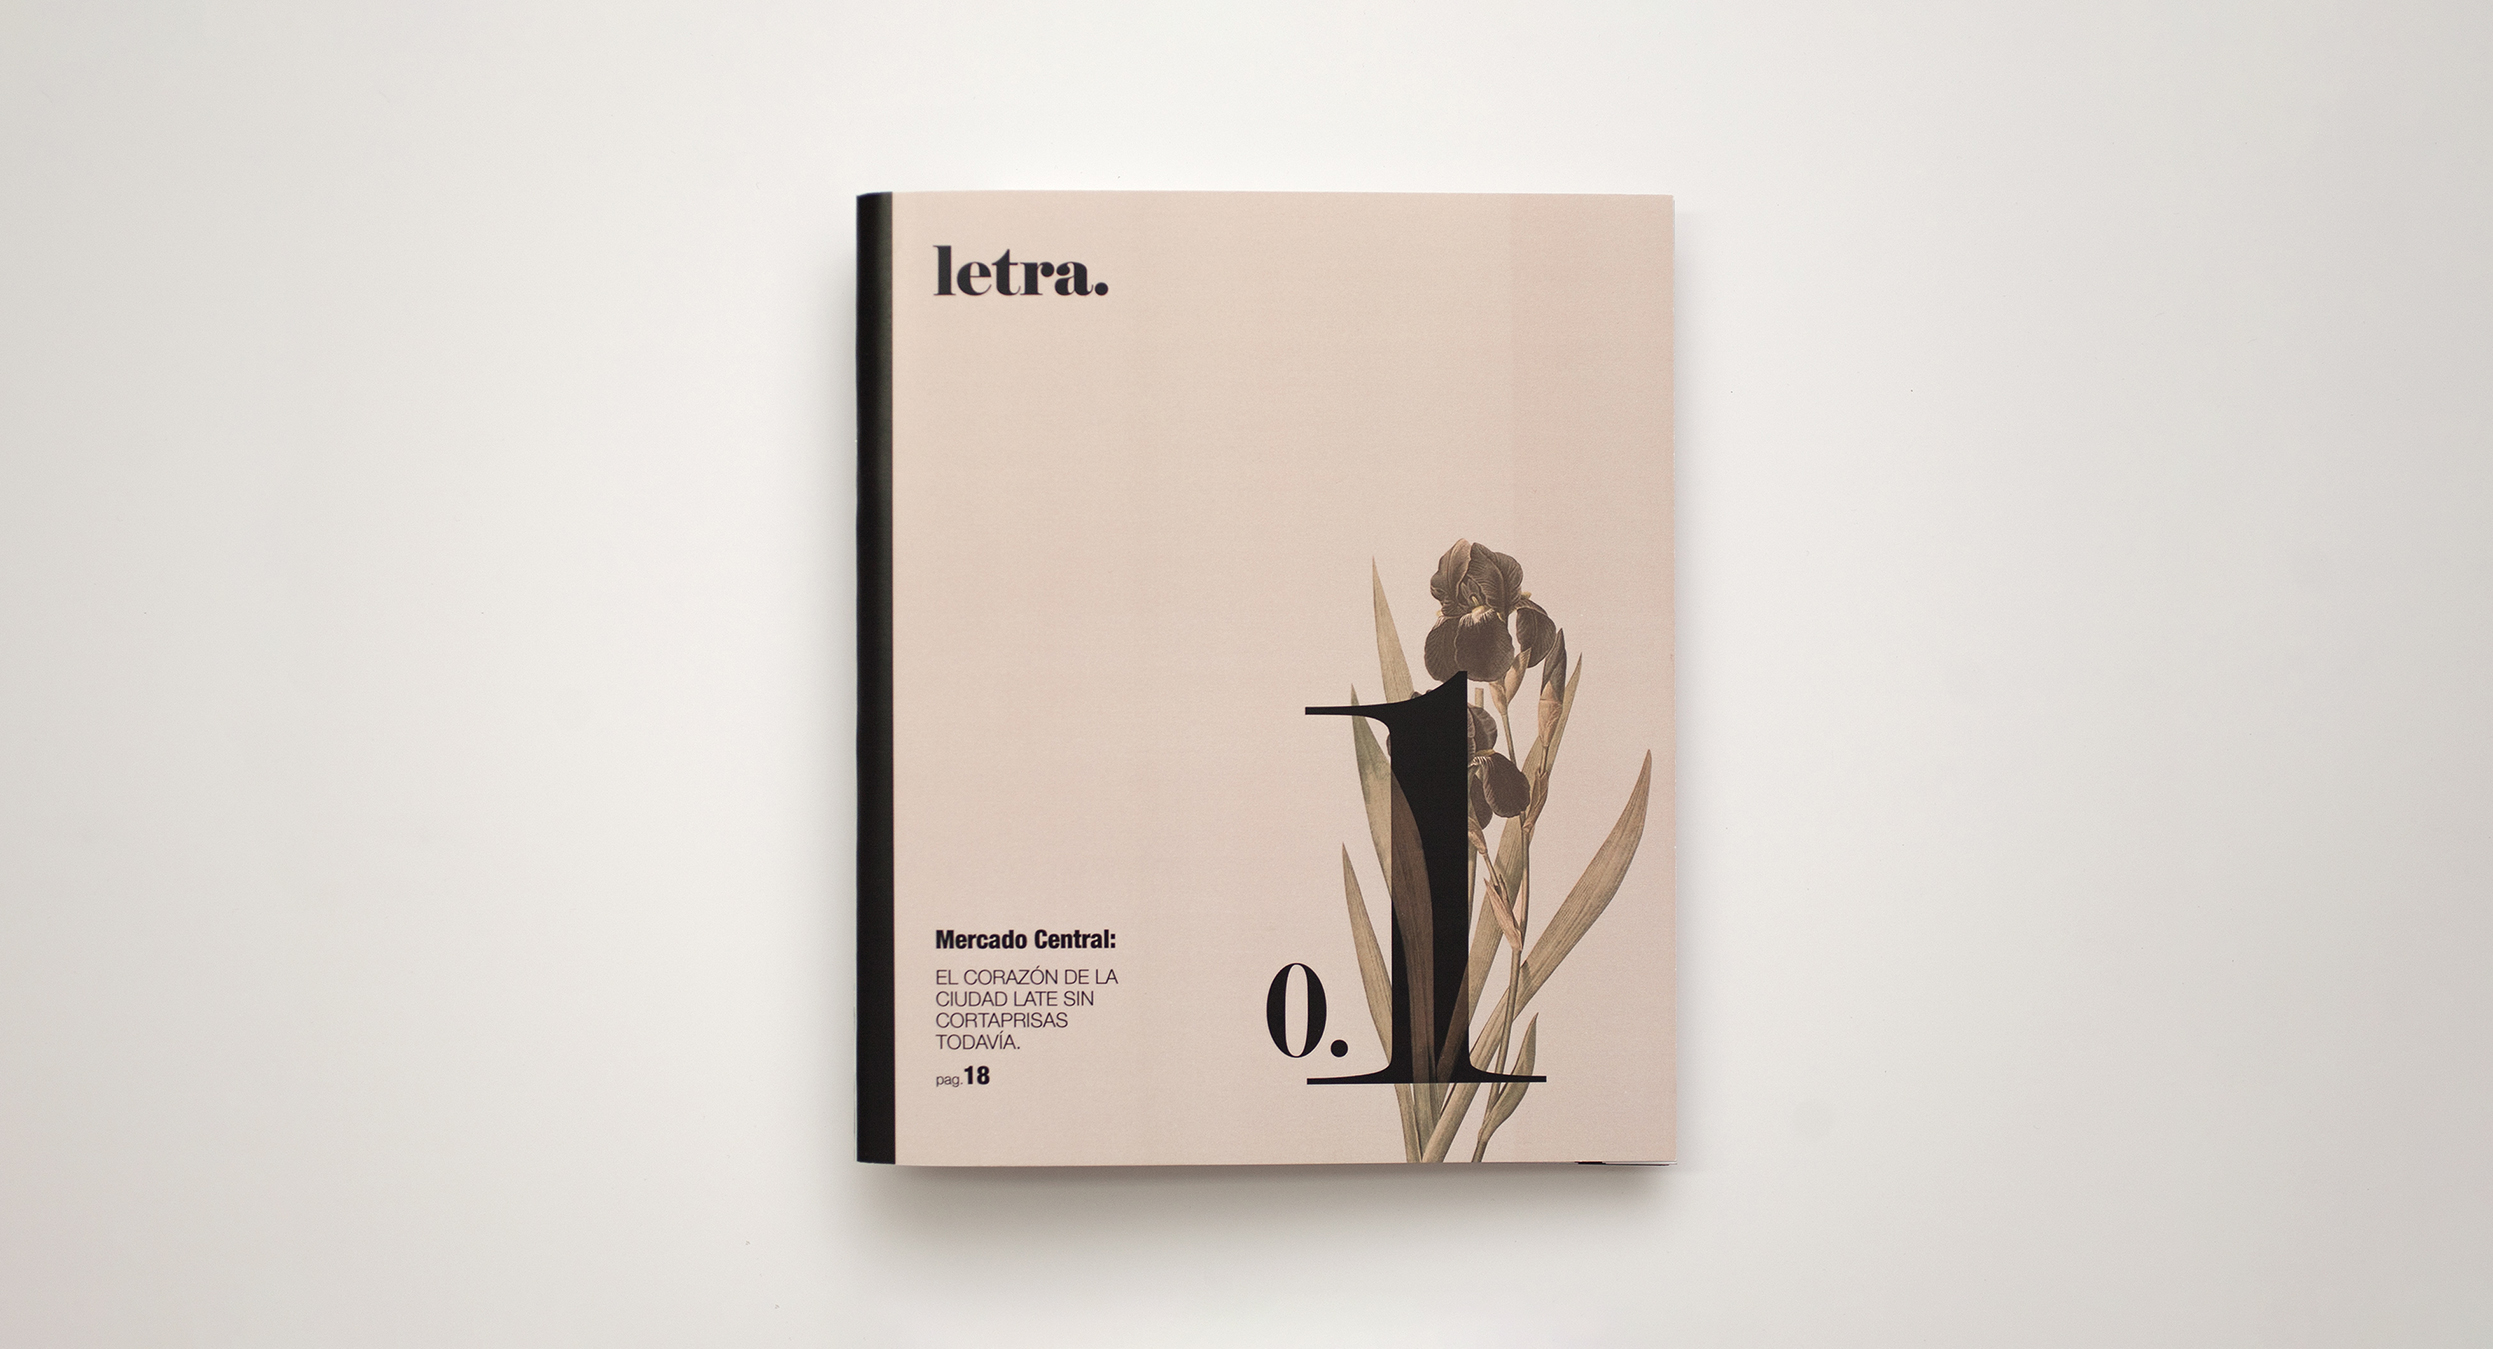 letra.
Mercado Central:
EL CORAZÓN DE LA
CIUDAD LATE SIN
CORTAPRISAS
TODAVÍA.
pag.18
0.1